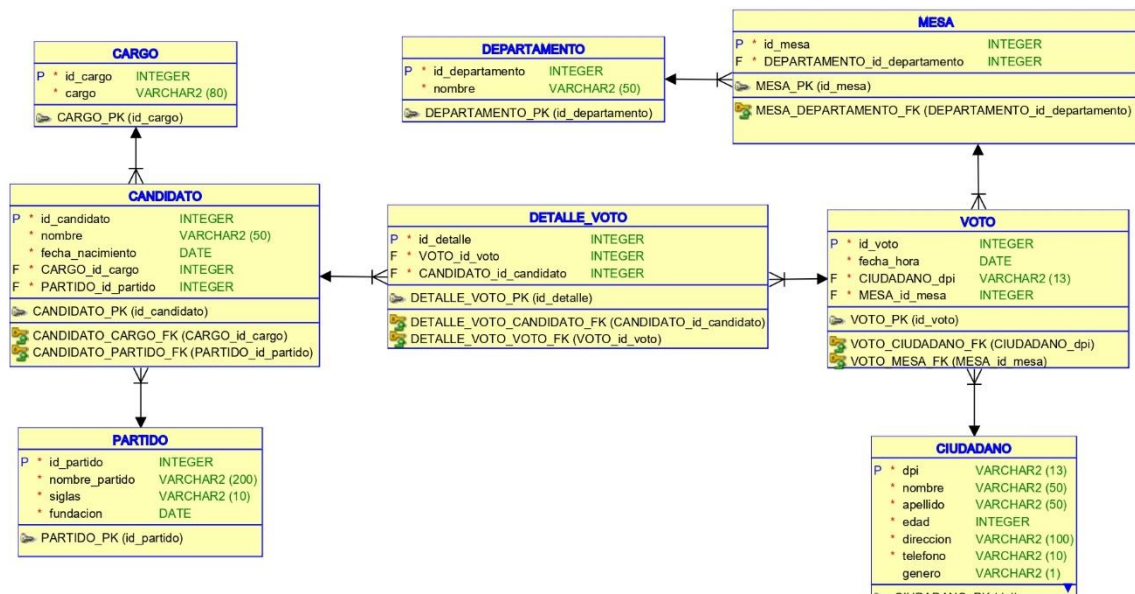 CARGO
P * id_cargo INTEGER
* cargo VARCHAR2 (80)
CARGO_PK (id_cargo)
DEPARTAMENTO
P * id_departamento INTEGER
* nombre VARCHAR2 (50)
DEPARTAMENTO_PK (id_departamento)
MESA
P * id_mesa INTEGER
F * DEPARTAMENTO_id_departamento INTEGER
MESA_PK (id_mesa)
MESA_DEPARTAMENTO_FK (DEPARTAMENTO_id_departamento)
CANDIDATO
P * id_candidato INTEGER
* nombre VARCHAR2 (50)
* fecha_nacimiento DATE
F * CARGO_id_cargo INTEGER
F * PARTIDO_id_partido INTEGER
CANDIDATO_PK (id_candidato)
CANDIDATO_CARGO_FK (CARGO_id_cargo)
CANDIDATO_PARTIDO_FK (PARTIDO_id_partido)
DETALLE_VOTO
P * id_detalle INTEGER
F * VOTO_id_voto INTEGER
F * CANDIDATO_id_candidato INTEGER
DETALLE_VOTO_PK (id_detalle)
DETALLE_VOTO_CANDIDATO_FK (CANDIDATO_id_candidato)
DETALLE_VOTO_VOTO_FK (VOTO_id_voto)
VOTO
P * id_voto INTEGER
* fecha_hora DATE
F * CIUDADANO_dpi VARCHAR2 (13)
F * MESA_id_mesa INTEGER
VOTO_PK (id_voto)
VOTO_CIUDADANO_FK (CIUDADANO_dpi)
VOTO_MESA_FK (MESA_id_mesa)
PARTIDO
P * id_partido INTEGER
* nombre_partido VARCHAR2 (200)
* siglas VARCHAR2 (10)
* fundacion DATE
PARTIDO_PK (id_partido)
CIUDADANO
P * dpi VARCHAR2 (13)
* nombre VARCHAR2 (50)
* apellido VARCHAR2 (50)
* edad INTEGER
* direccion VARCHAR2 (100)
* telefono VARCHAR2 (10)
genero VARCHAR2 (1)